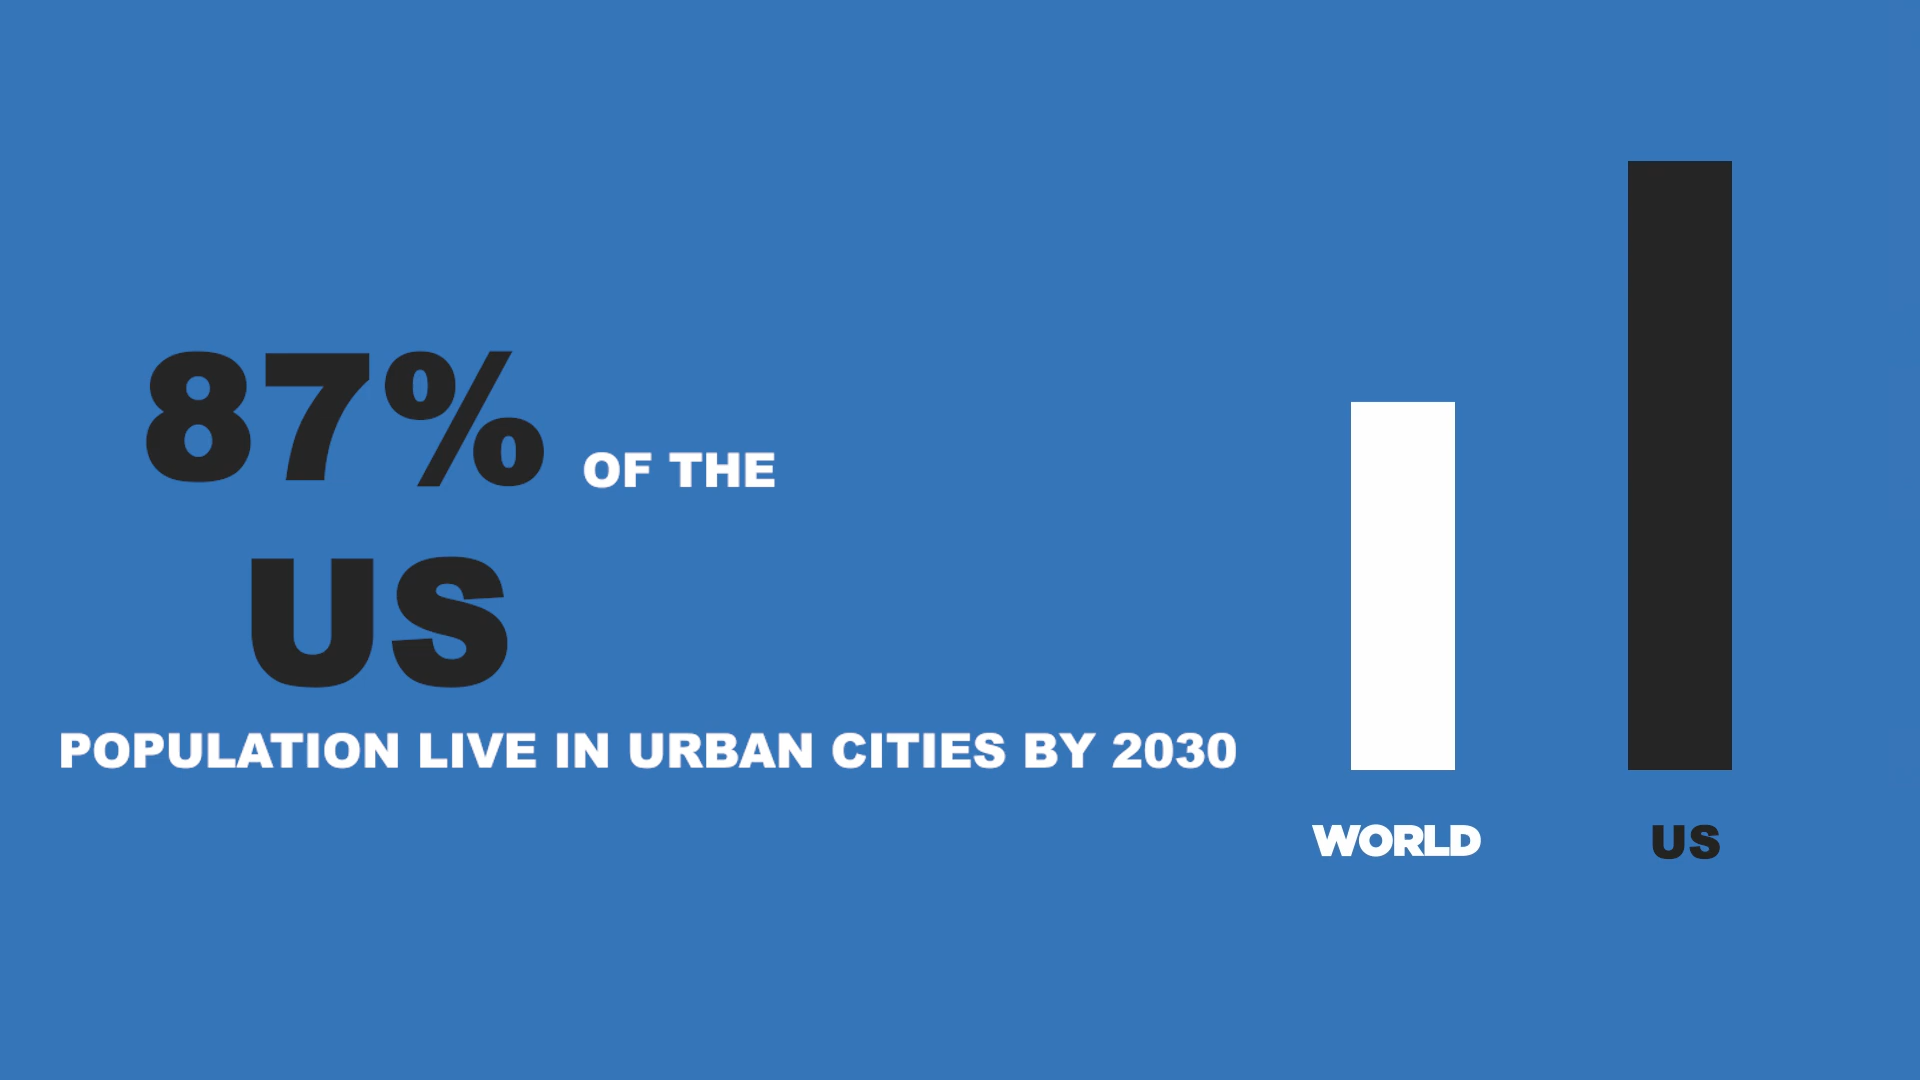 87% OF THE
US
POPULATION LIVE IN URBAN CITIES BY 2030
WORLD
US